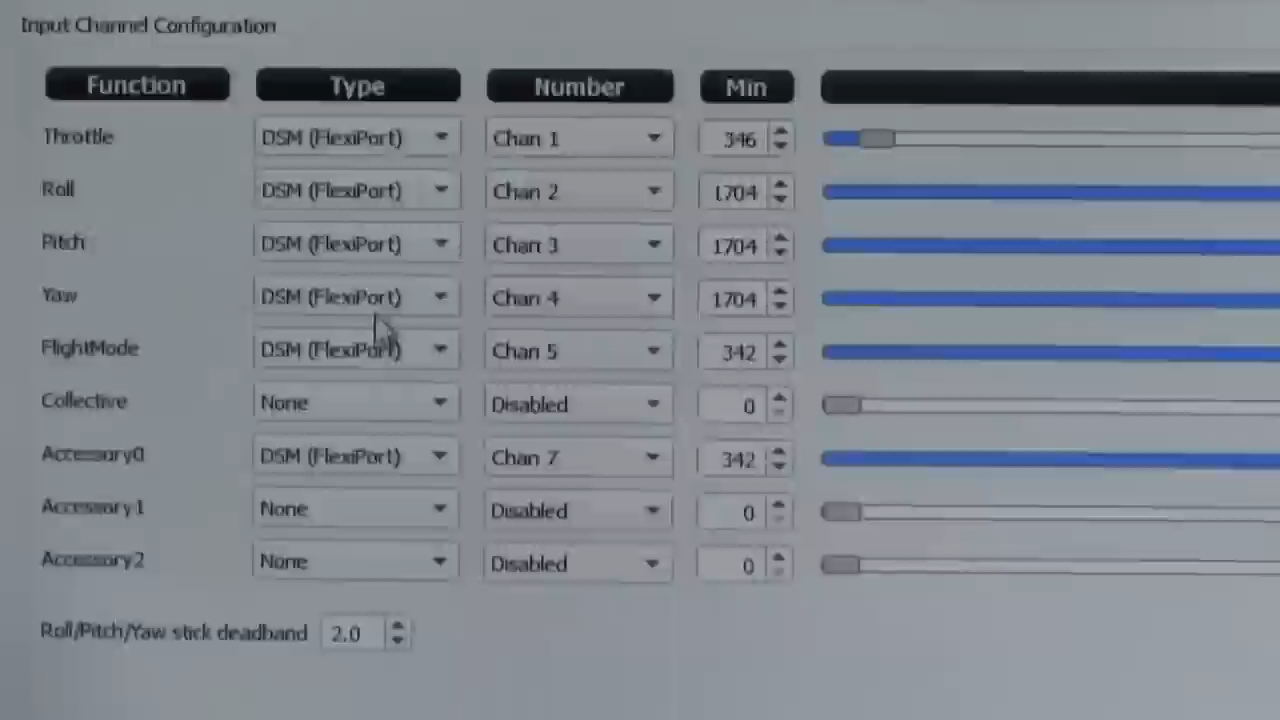 Input Channel Configuration
Function Type Number Min
Throttle DSM (FlexiPort) Chan 1 346
Roll DSM (FlexiPort) Chan 2 1704
Pitch DSM (FlexiPort) Chan 3 1704
Yaw DSM (FlexiPort) Chan 4 1704
FlightMode DSM (FlexiPort) Chan 5 342
Collective None Disabled 0
Accessory0 DSM (FlexiPort) Chan 7 342
Accessory1 None Disabled 0
Accessory2 None Disabled 0
Roll/Pitch/Yaw stick deadband 2.0